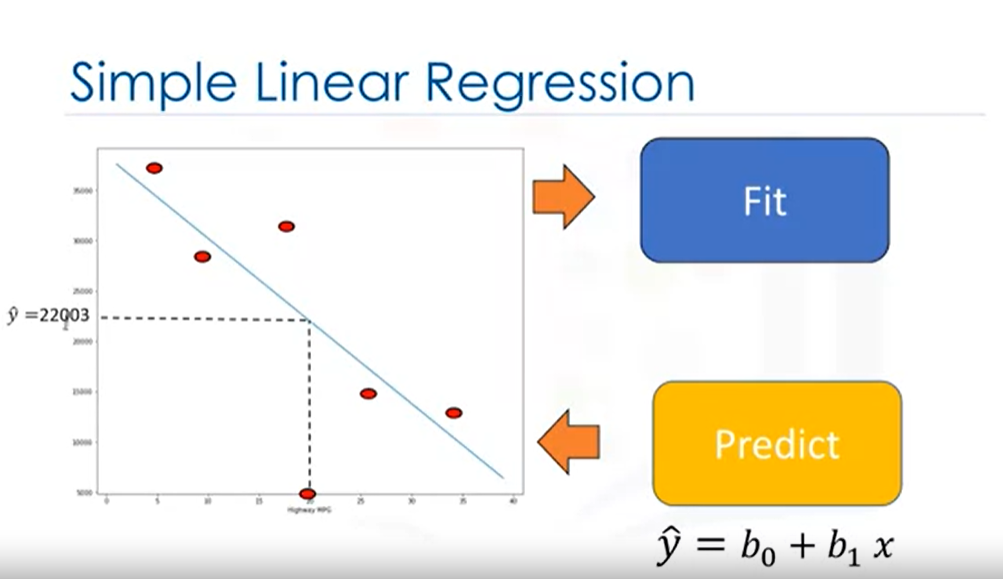 Simple Linear Regression
Fit
35000
30000
25000
ŷ =22003
20000
15000
10000
5000
0 5 10 15 20 25 30 35 40
Highway MPG
Predict
ŷ = b₀ + b₁ x